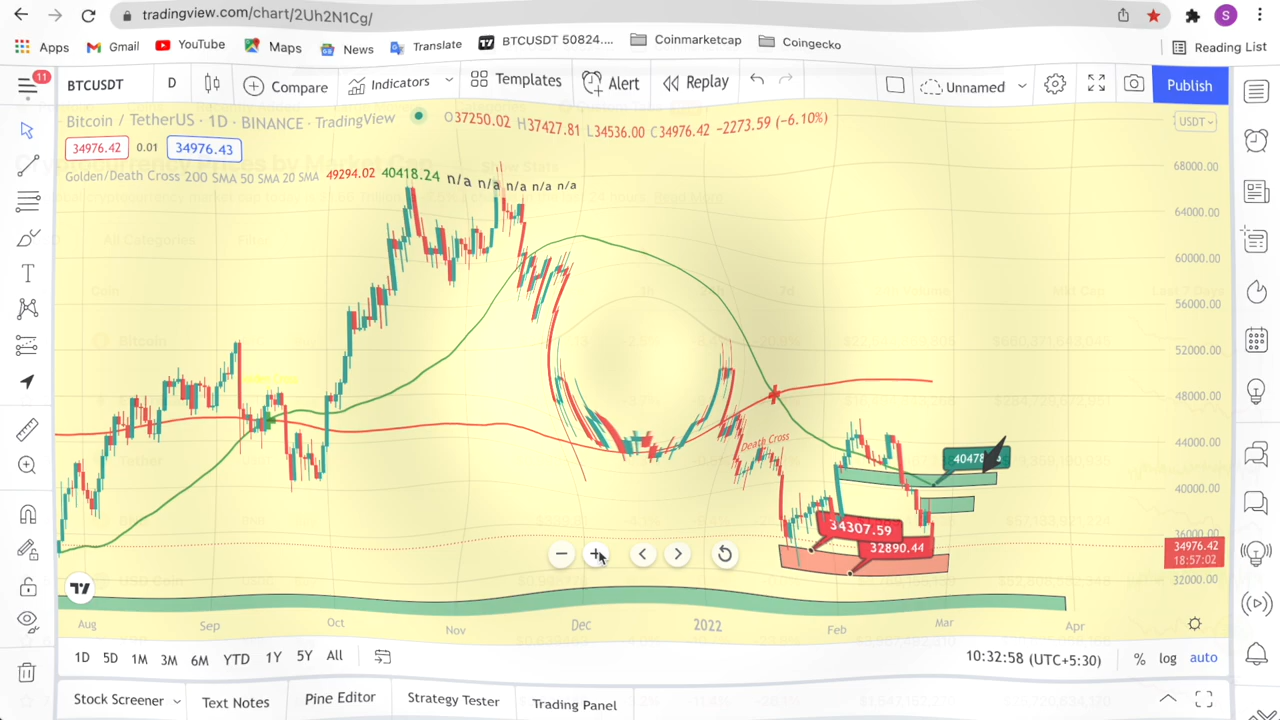 tradingview.com/chart/2Uh2N1Cg/
S
Apps Gmail YouTube Maps News Translate BTCUSDT 50824.... Coinmarketcap Coingecko Reading List
11
BTCUSDT D Compare Indicators Templates Alert Replay Unnamed Publish
Bitcoin / TetherUS · 1D · BINANCE · TradingView O37250.02 H37427.81 L34536.00 C34976.42 −2273.59 (−6.10%)
USDT
34976.42 0.01 34976.43
Golden/Death Cross 200 SMA 50 SMA 20 SMA 49294.02 40418.24 n/a n/a n/a n/a n/a
68000.00
64000.00
60000.00
56000.00
52000.00
48000.00
44000.00
40000.00
36000.00
32000.00
Death Cross
34307.59
32890.44
34976.42
18:57:02
Aug Sep Oct Nov Dec 2022 Feb Mar Apr
1D 5D 1M 3M 6M YTD 1Y 5Y All 10:32:58 (UTC+5:30) % log auto
Stock Screener Text Notes Pine Editor Strategy Tester Trading Panel